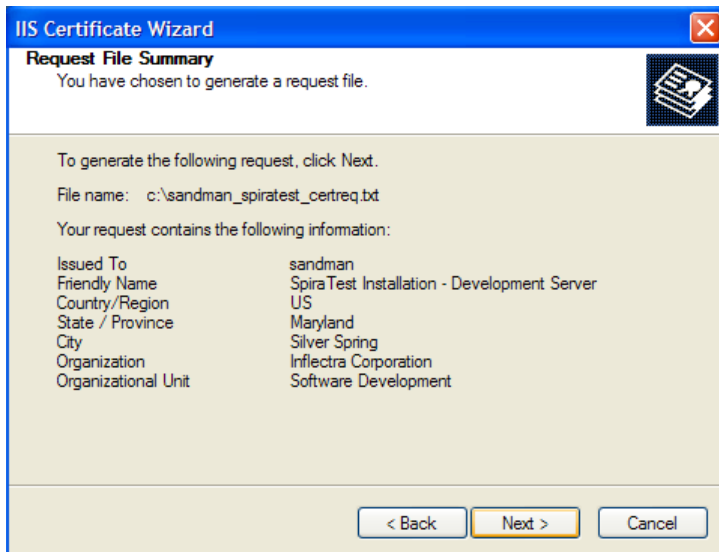 IIS Certificate Wizard
Request File Summary
You have chosen to generate a request file.
To generate the following request, click Next.
File name: c:\sandman_spiratest_certreq.txt
Your request contains the following information:
Issued To sandman
Friendly Name SpiraTest Installation - Development Server
Country/Region US
State / Province Maryland
City Silver Spring
Organization Inflectra Corporation
Organizational Unit Software Development
< Back Next > Cancel